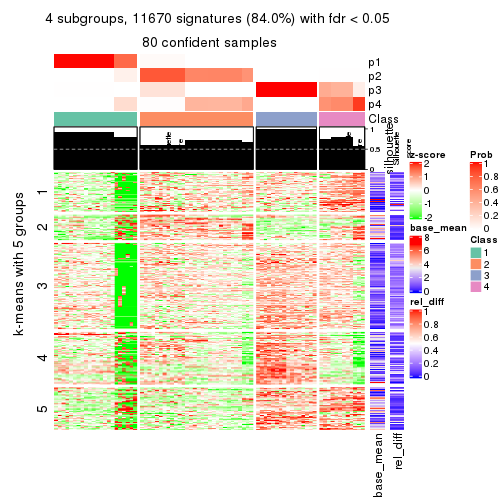 4 subgroups, 11670 signatures (84.0%) with fdr < 0.05
80 confident samples
p1
p2
p3
p4
Class
1
0.5
0
silhouette
Silhouette
score
k-means with 5 groups
1
2
3
4
5
base_mean
rel_diff
z-score
2
1
0
-1
-2
base_mean
8
6
4
2
0
rel_diff
1
0.8
0.6
0.4
0.2
0
Prob
1
0.8
0.6
0.4
0.2
0
Class
1
2
3
4